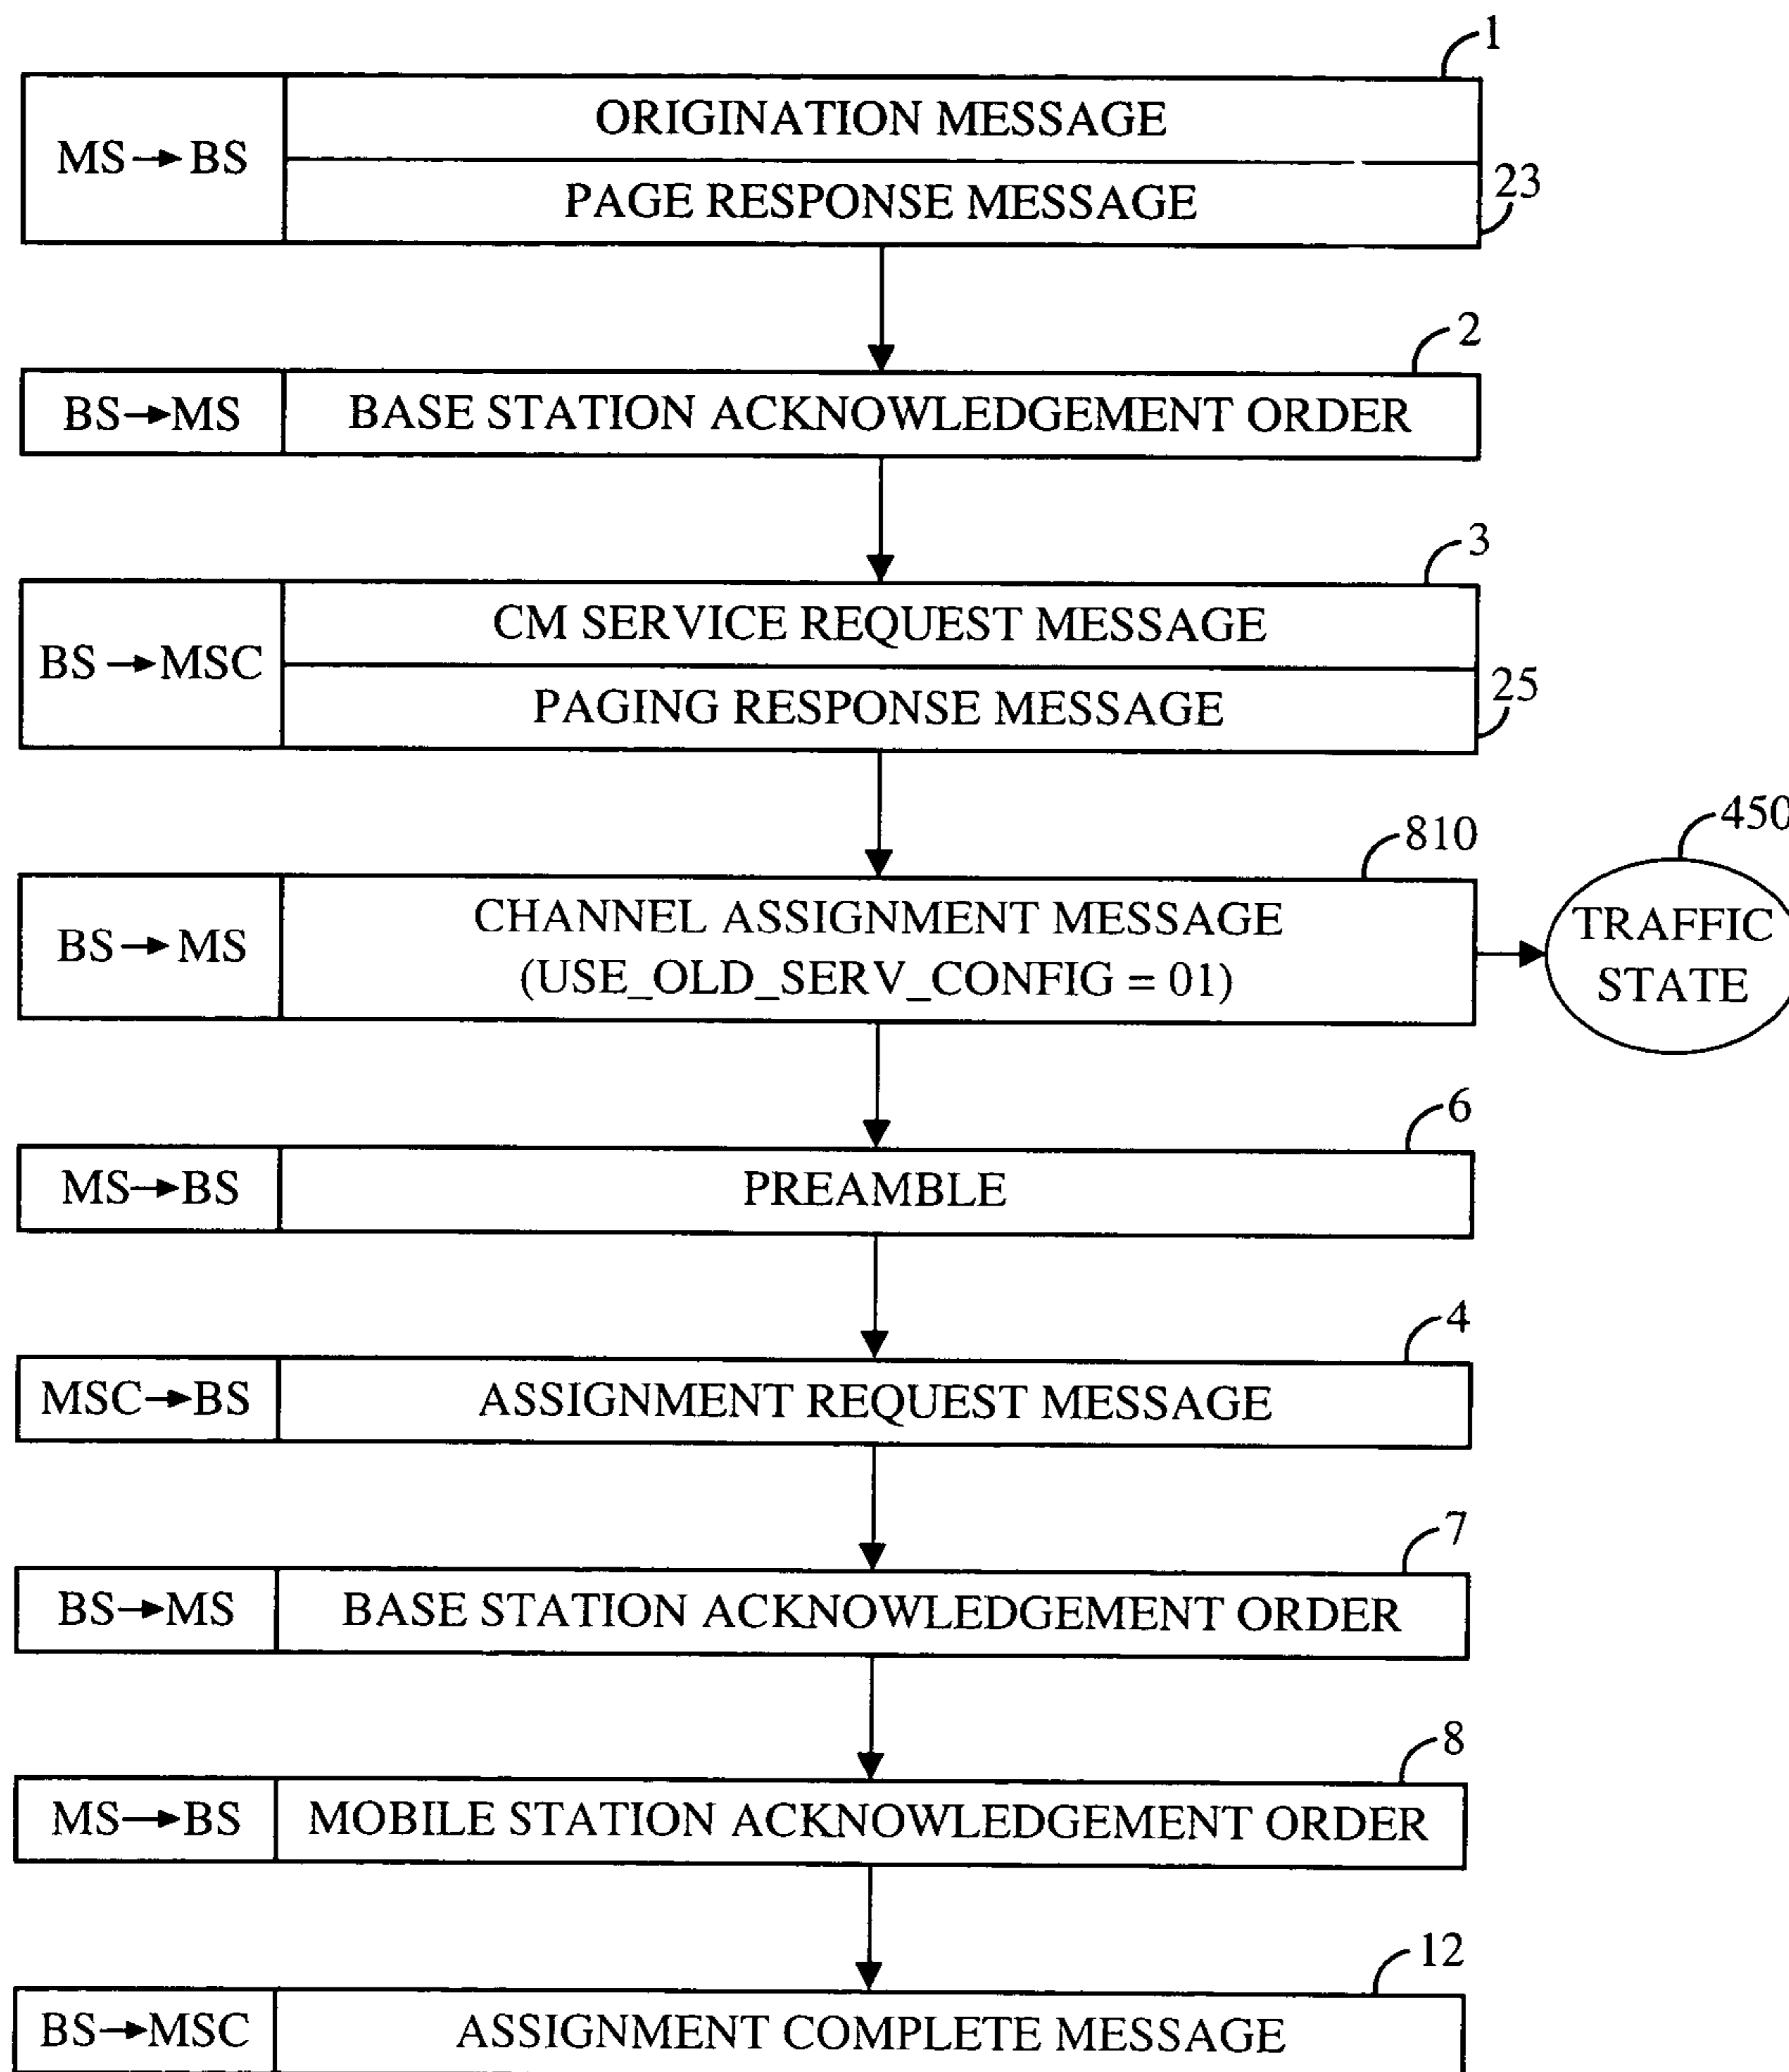 1
MS→BS
ORIGINATION MESSAGE
PAGE RESPONSE MESSAGE
23
2
BS→MS
BASE STATION ACKNOWLEDGEMENT ORDER
3
BS→MSC
CM SERVICE REQUEST MESSAGE
PAGING RESPONSE MESSAGE
25
810
BS→MS
CHANNEL ASSIGNMENT MESSAGE
(USE_OLD_SERV_CONFIG = 01)
450
TRAFFIC
STATE
6
MS→BS
PREAMBLE
4
MSC→BS
ASSIGNMENT REQUEST MESSAGE
7
BS→MS
BASE STATION ACKNOWLEDGEMENT ORDER
8
MS→BS
MOBILE STATION ACKNOWLEDGEMENT ORDER
12
BS→MSC
ASSIGNMENT COMPLETE MESSAGE